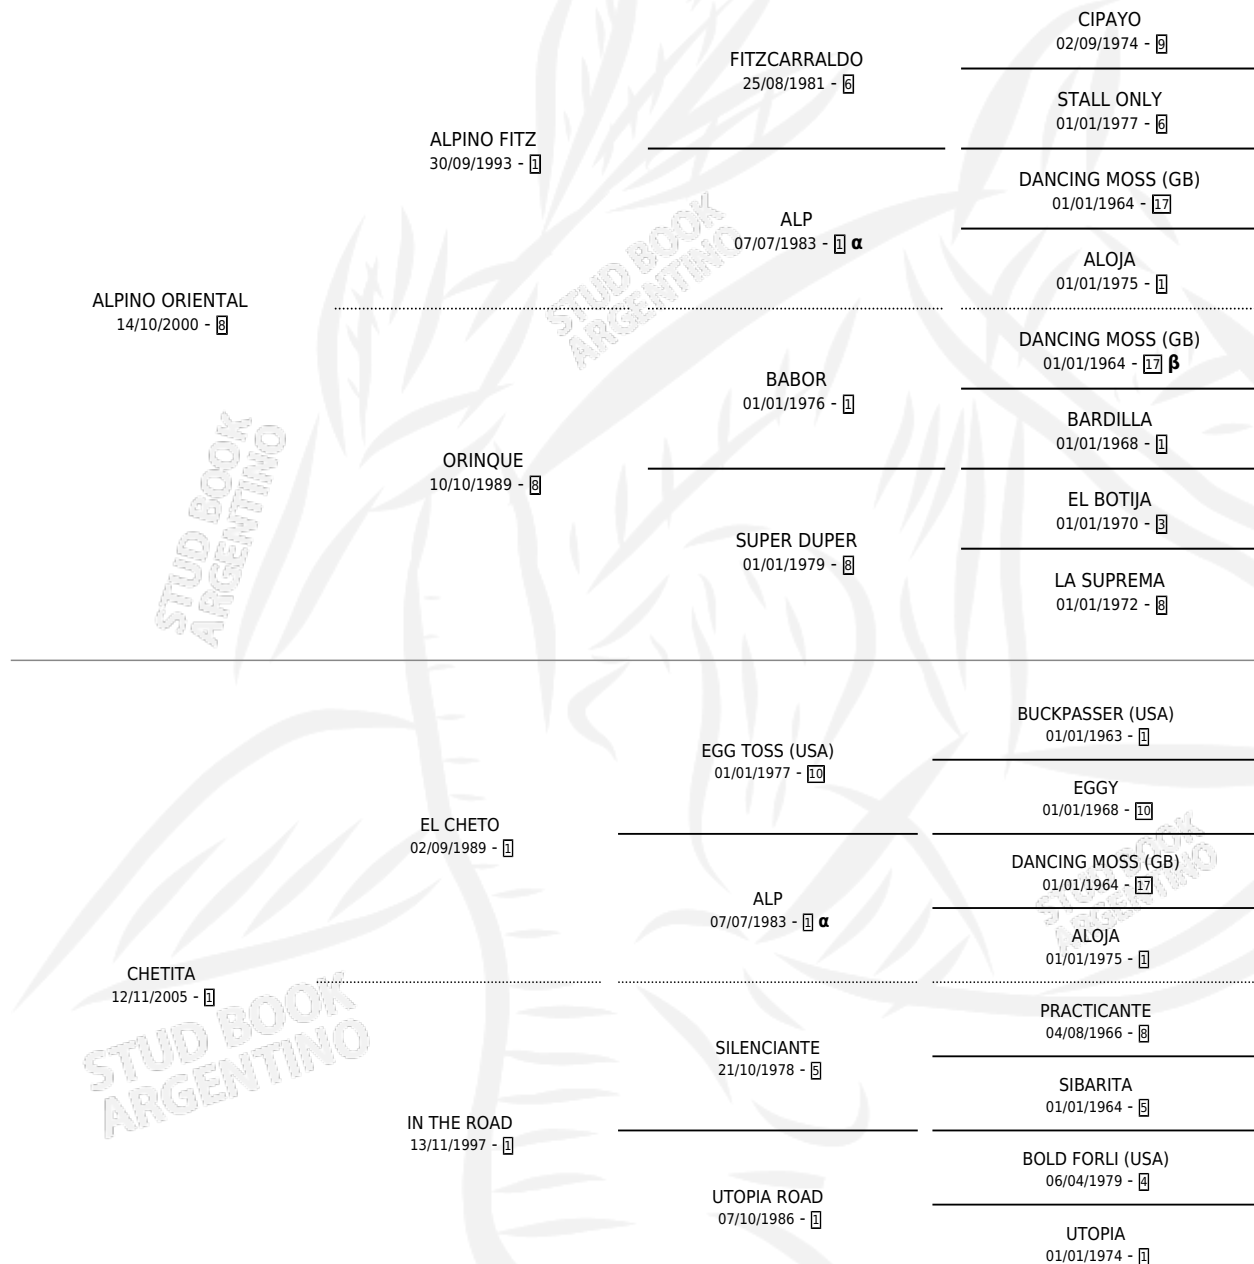 CIPAYO
02/09/1974 - 9
FITZCARRALDO
25/08/1981 - 6
STALL ONLY
01/01/1977 - 6
ALPINO FITZ
30/09/1993 - 1
DANCING MOSS (GB)
01/01/1964 - 17
ALP
07/07/1983 - 1 α
ALOJA
01/01/1975 - 1
ALPINO ORIENTAL
14/10/2000 - 8
DANCING MOSS (GB)
01/01/1964 - 17 β
BABOR
01/01/1976 - 1
BARDILLA
01/01/1968 - 1
ORINQUE
10/10/1989 - 8
EL BOTIJA
01/01/1970 - 3
SUPER DUPER
01/01/1979 - 8
LA SUPREMA
01/01/1972 - 8
BUCKPASSER (USA)
01/01/1963 - 1
EGG TOSS (USA)
01/01/1977 - 10
EGGY
01/01/1968 - 10
EL CHETO
02/09/1989 - 1
DANCING MOSS (GB)
01/01/1964 - 17
ALP
07/07/1983 - 1 α
ALOJA
01/01/1975 - 1
CHETITA
12/11/2005 - 1
PRACTICANTE
04/08/1966 - 8
SILENCIANTE
21/10/1978 - 5
SIBARITA
01/01/1964 - 5
IN THE ROAD
13/11/1997 - 1
BOLD FORLI (USA)
06/04/1979 - 4
UTOPIA ROAD
07/10/1986 - 1
UTOPIA
01/01/1974 - 1
STUD BOOK
ARGENTINO
STUD BOOK
ARGENTINO
STUD BOOK
ARGENTINO
STUD BOOK
ARGENTINO